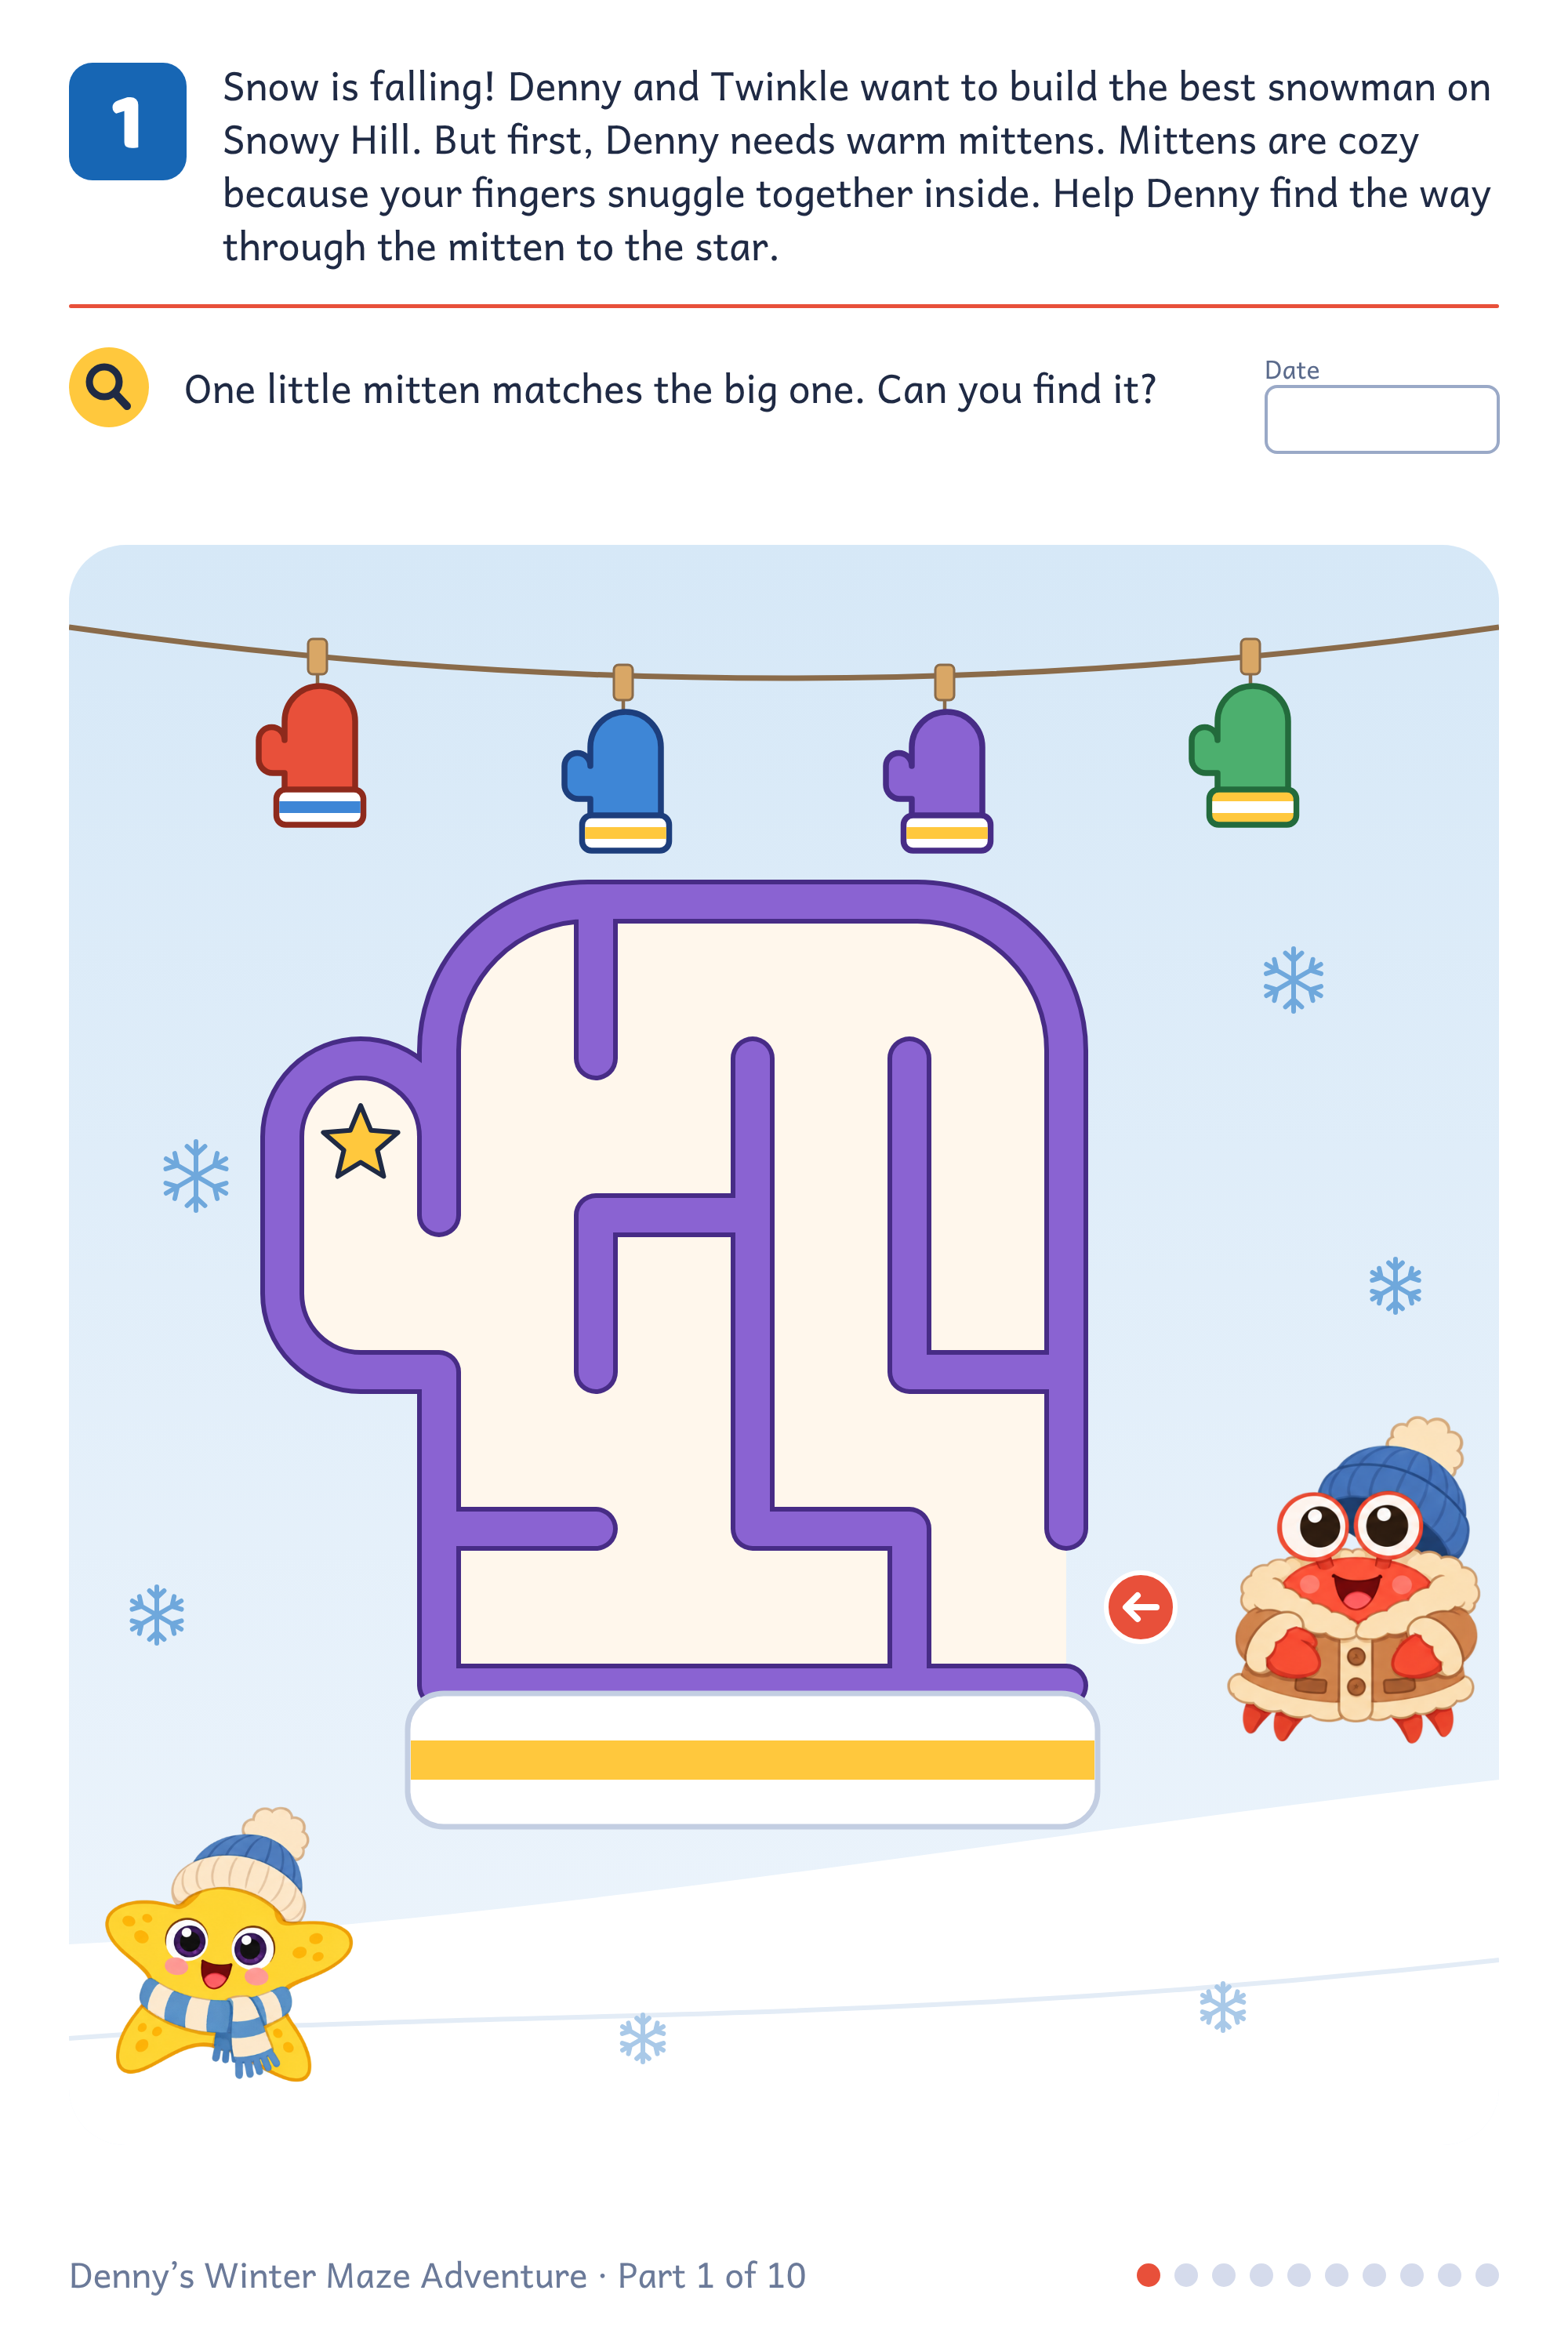 1
Snow is falling! Denny and Twinkle want to build the best snowman on
Snowy Hill. But first, Denny needs warm mittens. Mittens are cozy
because your fingers snuggle together inside. Help Denny find the way
through the mitten to the star.
One little mitten matches the big one. Can you find it?
Date
Denny’s Winter Maze Adventure · Part 1 of 10